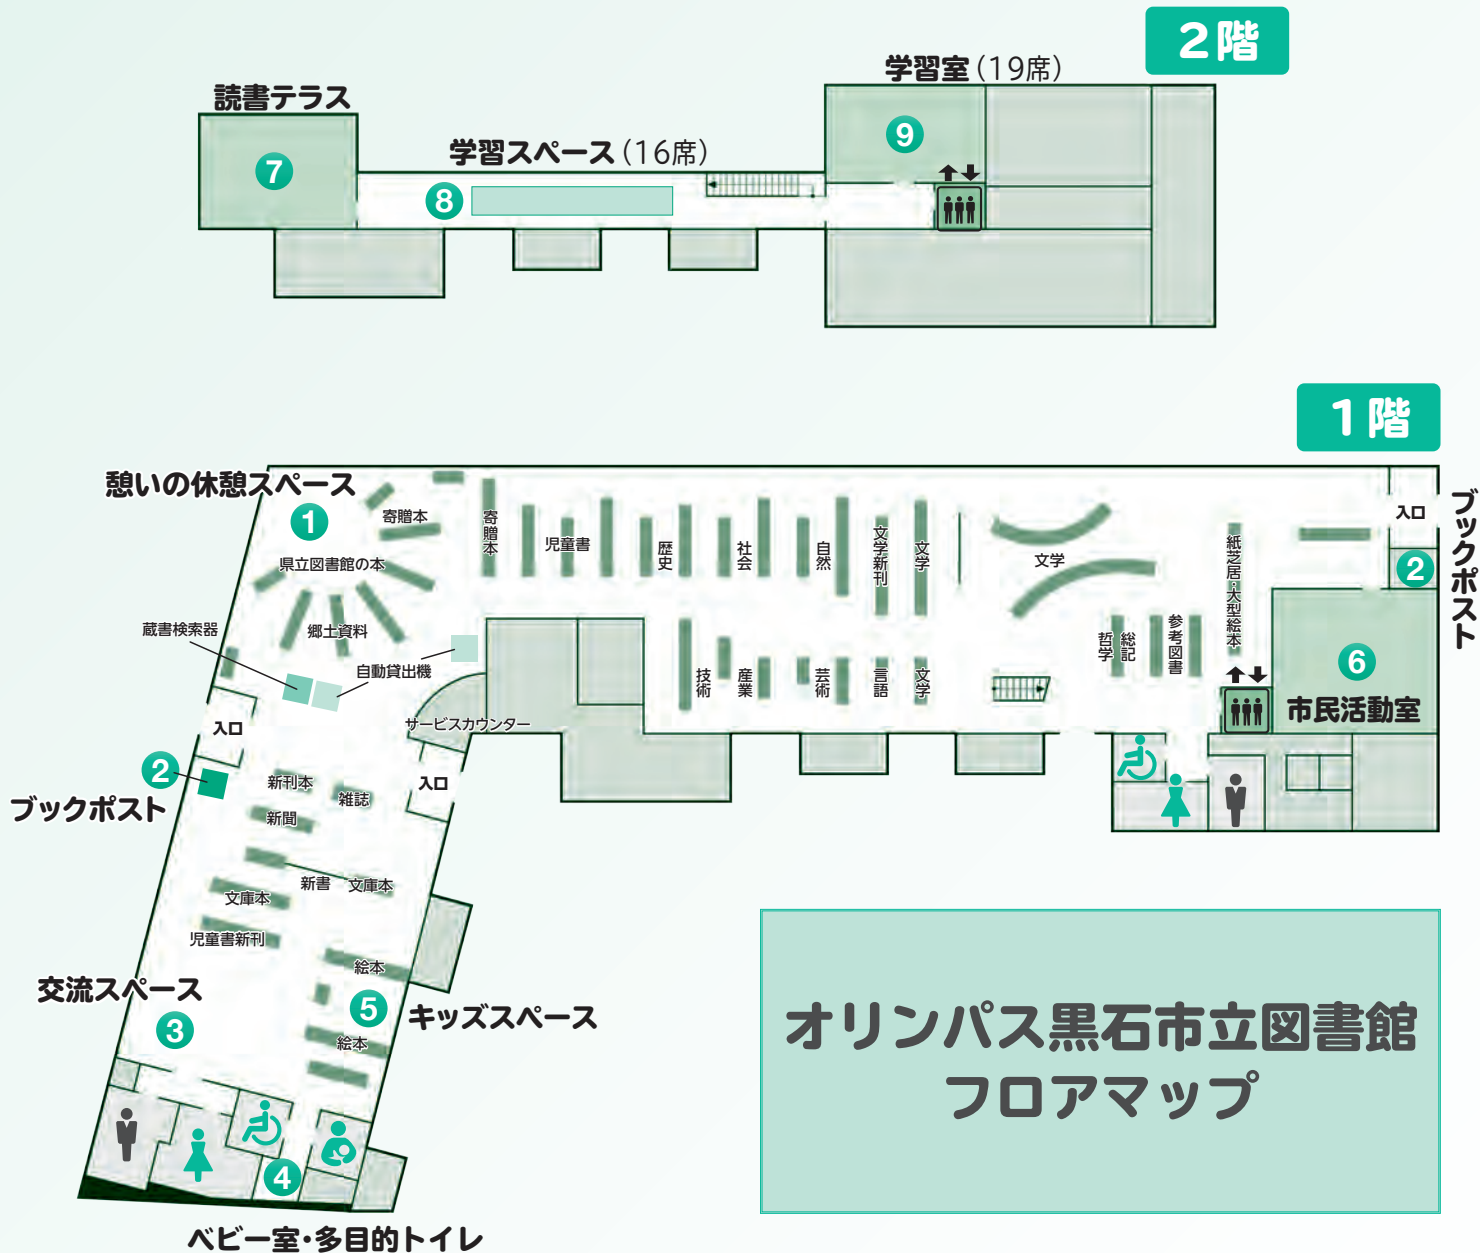 2階
読書テラス
7
学習スペース(16席)
8
学習室(19席)
9
1階
憩いの休憩スペース
1
寄贈本
県立図書館の本
郷土資料
蔵書検索器
自動貸出機
サービスカウンター
寄贈本
児童書
歴史
社会
自然
文学新刊
文学
文学
技術
産業
芸術
言語
文学
哲学
総記
参考図書
紙芝居・大型絵本
入口
2
ブックポスト
6
市民活動室
入口
2
ブックポスト
入口
新刊本
雑誌
新聞
新書
文庫本
文庫本
児童書新刊
絵本
交流スペース
3
5
キッズスペース
絵本
4
ベビー室・多目的トイレ
オリンパス黒石市立図書館
フロアマップ